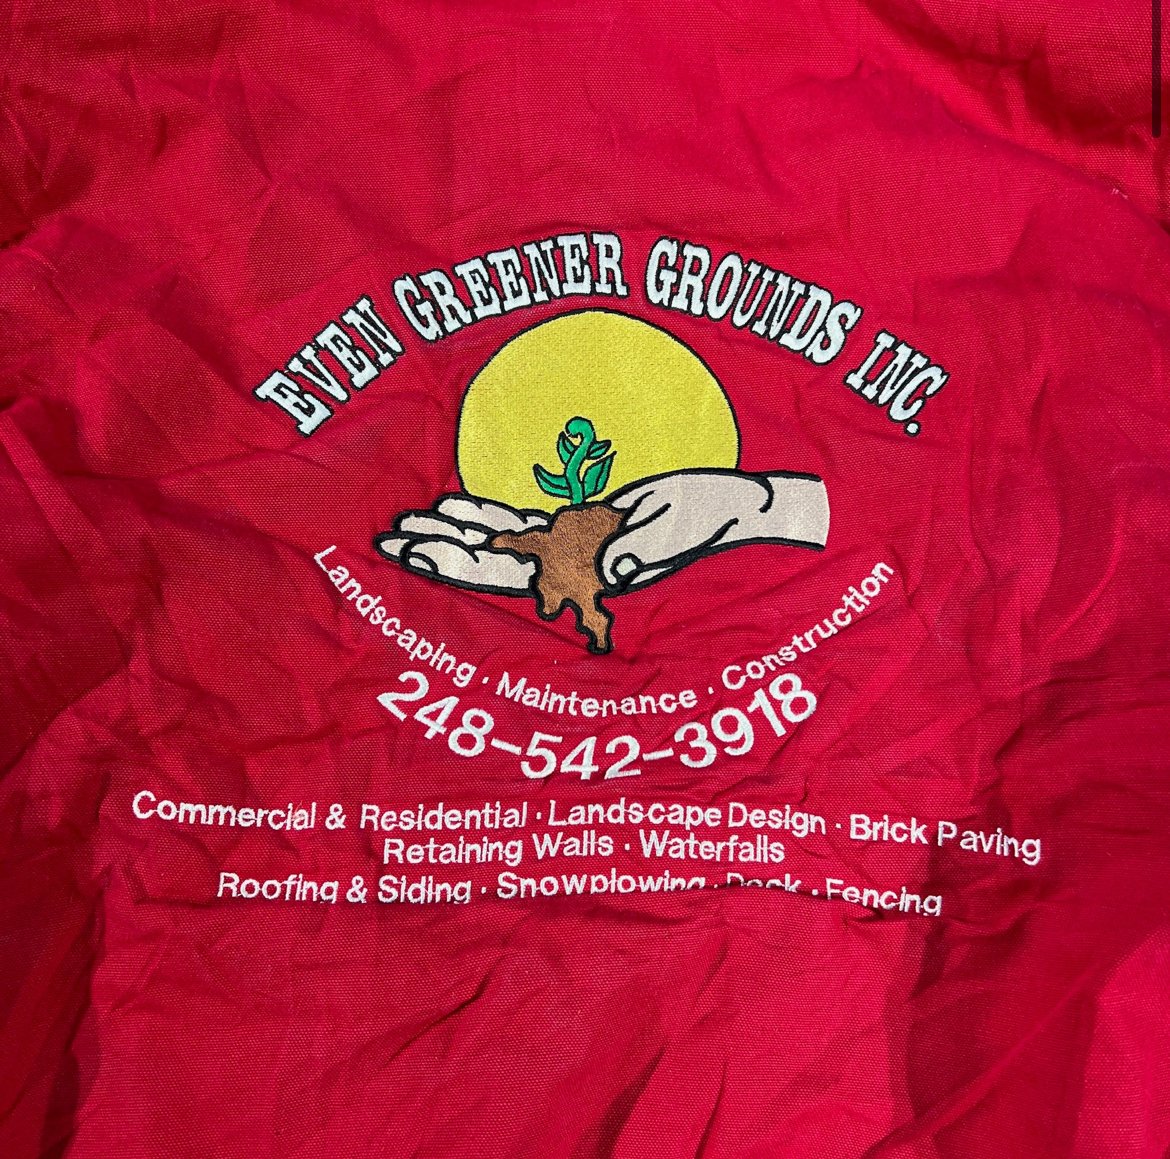 EVEN GREENER GROUNDS INC.
Landscaping · Maintenance · Construction
248-542-3918
Commercial & Residential · Landscape Design · Brick Paving
Retaining Walls · Waterfalls
Roofing & Siding · Snowplowing · Deck · Fencing